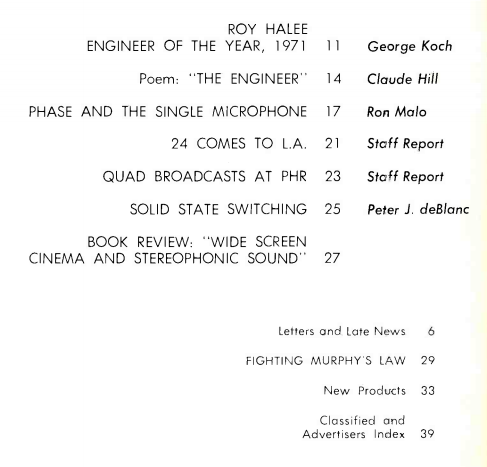 ROY HALEE
ENGINEER OF THE YEAR, 1971 11 George Koch
Poem: "THE ENGINEER" 14 Claude Hill
PHASE AND THE SINGLE MICROPHONE 17 Ron Malo
24 COMES TO L.A. 21 Staff Report
QUAD BROADCASTS AT PHR 23 Staff Report
SOLID STATE SWITCHING 25 Peter J. deBlanc
BOOK REVIEW: "WIDE SCREEN
CINEMA AND STEREOPHONIC SOUND" 27
Letters and Late News 6
FIGHTING MURPHY'S LAW 29
New Products 33
Classified and
Advertisers Index 39